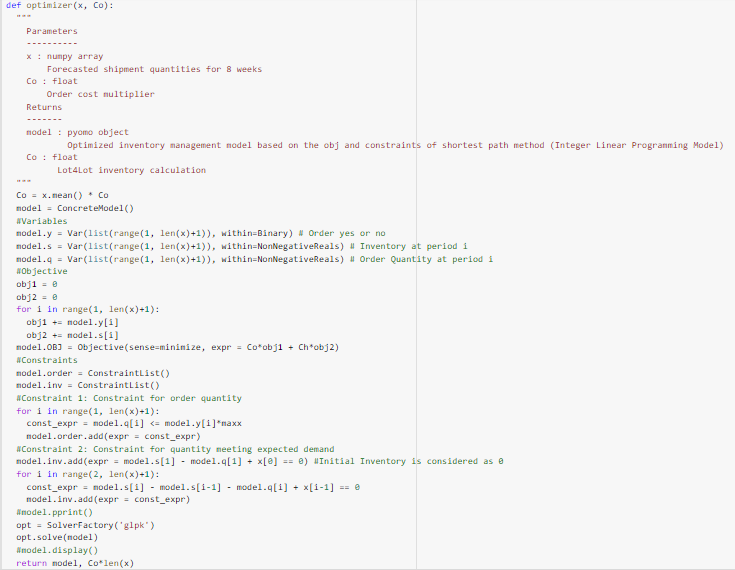 def optimizer(x, Co):
"""
Parameters
----------
x : numpy array
Forecasted shipment quantities for 8 weeks
Co : float
Order cost multiplier
Returns
-------
model : pyomo object
Optimized inventory management model based on the obj and constraints of shortest path method (Integer Linear Programming Model)
Co : float
Lot4Lot inventory calculation
"""
Co = x.mean() * Co
model = ConcreteModel()
#Variables
model.y = Var(list(range(1, len(x)+1)), within=Binary) # Order yes or no
model.s = Var(list(range(1, len(x)+1)), within=NonNegativeReals) # Inventory at period i
model.q = Var(list(range(1, len(x)+1)), within=NonNegativeReals) # Order Quantity at period i
#Objective
obj1 = 0
obj2 = 0
for i in range(1, len(x)+1):
obj1 += model.y[i]
obj2 += model.s[i]
model.OBJ = Objective(sense=minimize, expr = Co*obj1 + Ch*obj2)
#Constraints
model.order = ConstraintList()
model.inv = ConstraintList()
#Constraint 1: Constraint for order quantity
for i in range(1, len(x)+1):
const_expr = model.q[i] <= model.y[i]*maxx
model.order.add(expr = const_expr)
#Constraint 2: Constraint for quantity meeting expected demand
model.inv.add(expr = model.s[1] - model.q[1] + x[0] == 0) #Initial Inventory is considered as 0
for i in range(2, len(x)+1):
const_expr = model.s[i] - model.s[i-1] - model.q[i] + x[i-1] == 0
model.inv.add(expr = const_expr)
#model.pprint()
opt = SolverFactory('glpk')
opt.solve(model)
#model.display()
return model, Co*len(x)